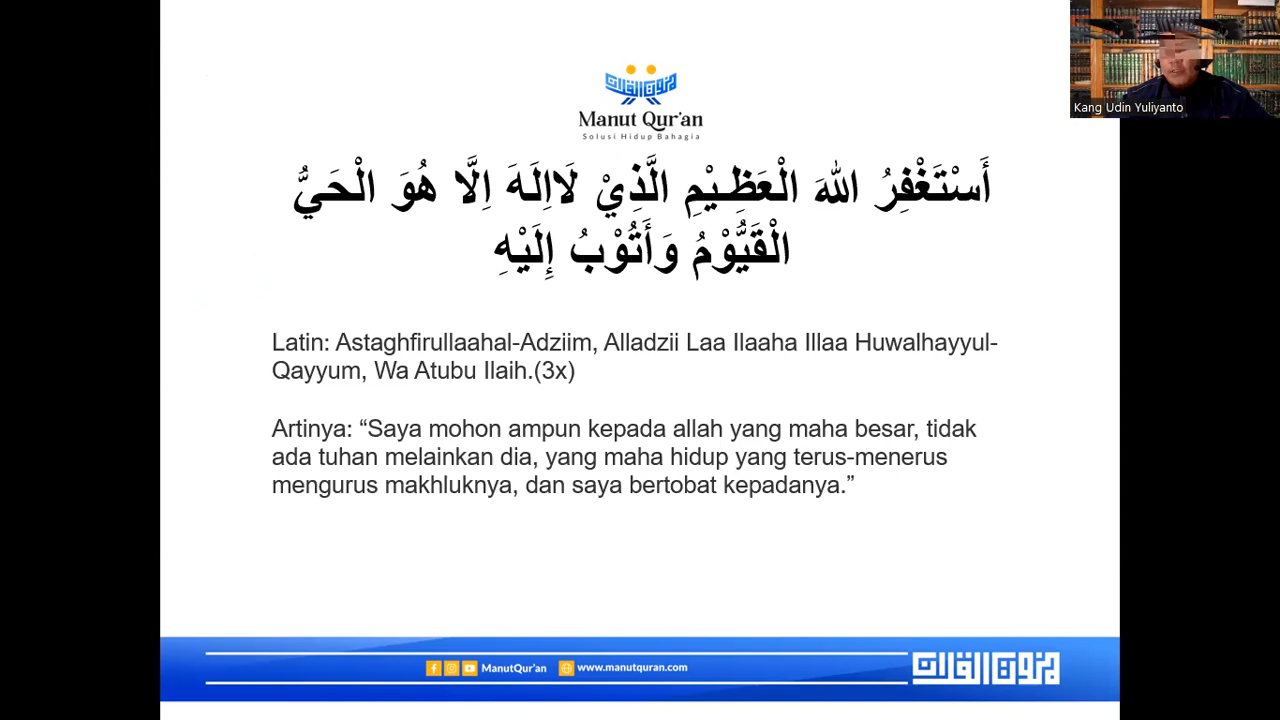 Manut Qur'an
Solusi Hidup Bahagia
Kang Udin Yuliyanto
أَسْتَغْفِرُ اللهَ الْعَظِـيْمِ الَّذِيْ لَااِلَهَ اِلَّا هُوَ الْحَيُّ
الْقَيُّوْمُ وَأَتُوْبُ إِلَيْهِ
Latin: Astaghfirullaahal-Adziim, Alladzii Laa Ilaaha Illaa Huwalhayyul-
Qayyum, Wa Atubu Ilaih.(3x)
Artinya: “Saya mohon ampun kepada allah yang maha besar, tidak
ada tuhan melainkan dia, yang maha hidup yang terus-menerus
mengurus makhluknya, dan saya bertobat kepadanya.”
ManutQur'an www.manutquran.com